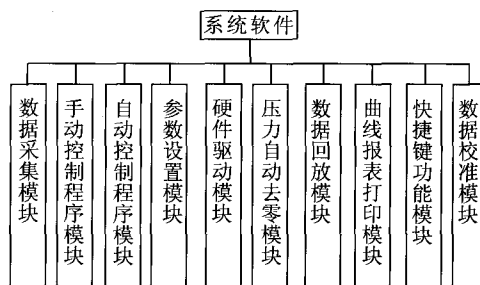 系统软件
数据采集模块
手动控制程序模块
自动控制程序模块
参数设置模块
硬件驱动模块
压力自动去零模块
数据回放模块
曲线报表打印模块
快捷键功能模块
数据校准模块